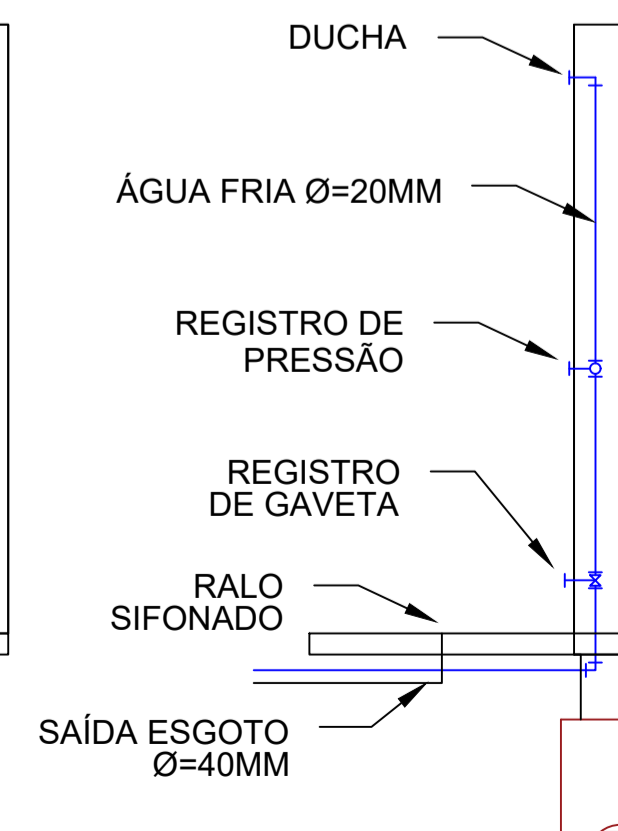 DUCHA
ÁGUA FRIA Ø=20MM
REGISTRO DE
PRESSÃO
REGISTRO
DE GAVETA
RALO
SIFONADO
SAÍDA ESGOTO
Ø=40MM